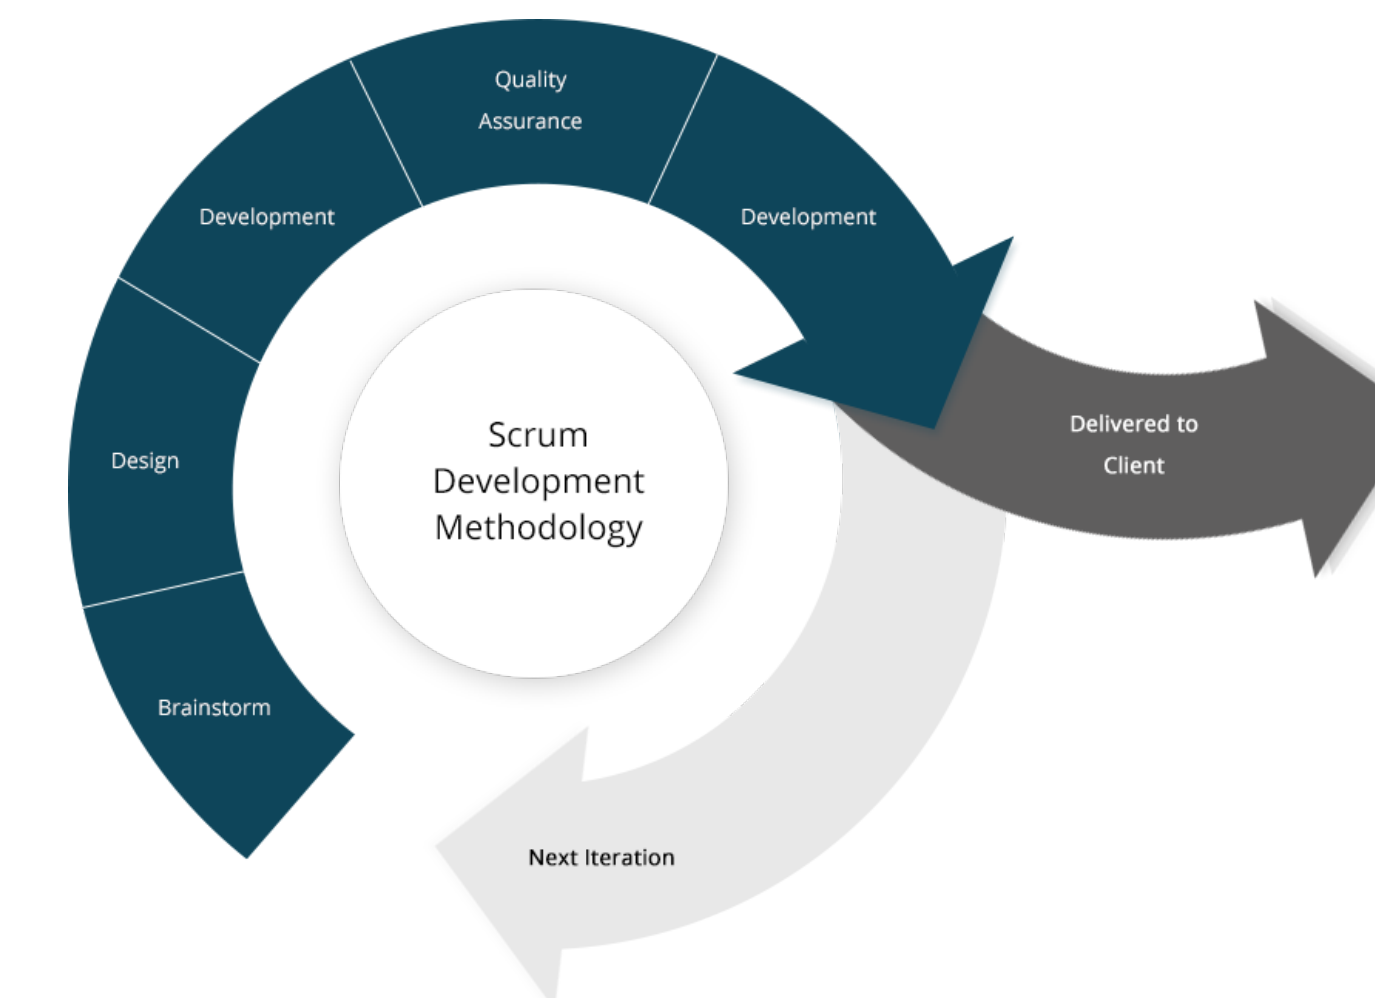 Quality
Assurance
Development
Development
Design
Brainstorm
Scrum
Development
Methodology
Delivered to
Client
Next Iteration